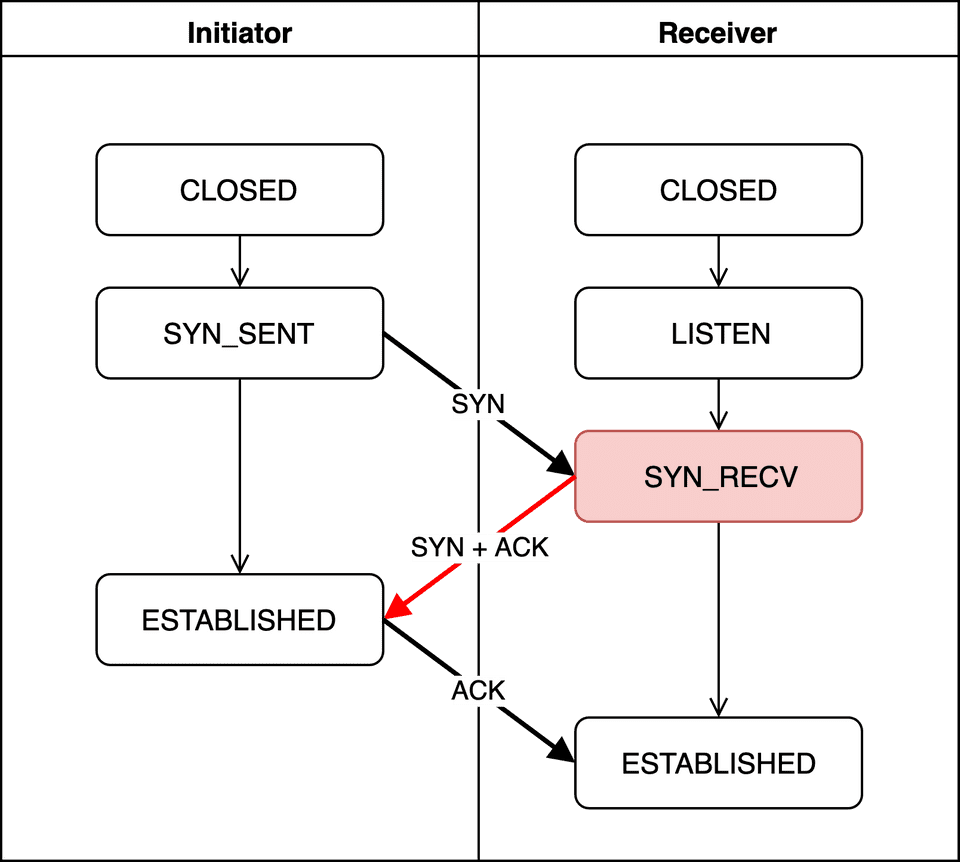 Initiator
Receiver
CLOSED
CLOSED
SYN_SENT
LISTEN
SYN
SYN_RECV
SYN + ACK
ESTABLISHED
ACK
ESTABLISHED